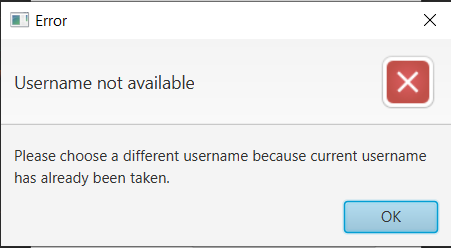 Error
Username not available
Please choose a different username because current username
has already been taken.
OK